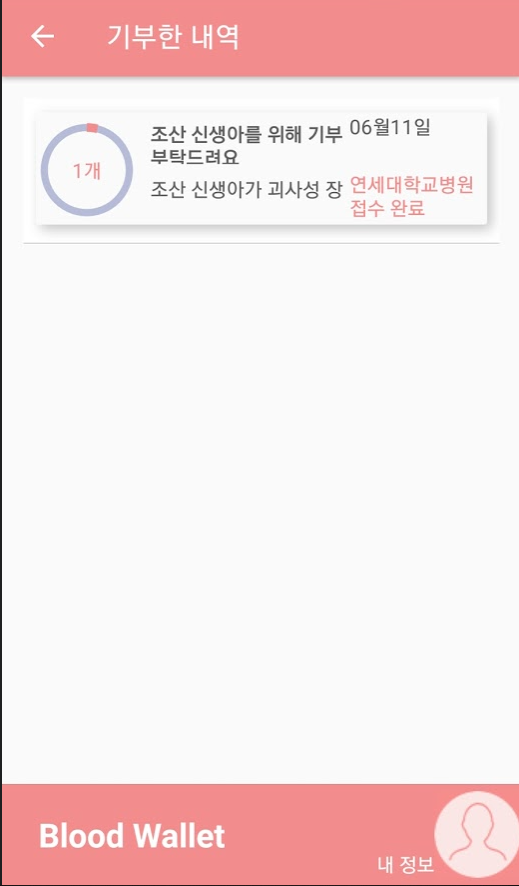 기부한 내역
1개
조산 신생아를 위해 기부
부탁드려요
조산 신생아가 괴사성 장
06월11일
연세대학교병원
접수 완료
Blood Wallet
내 정보